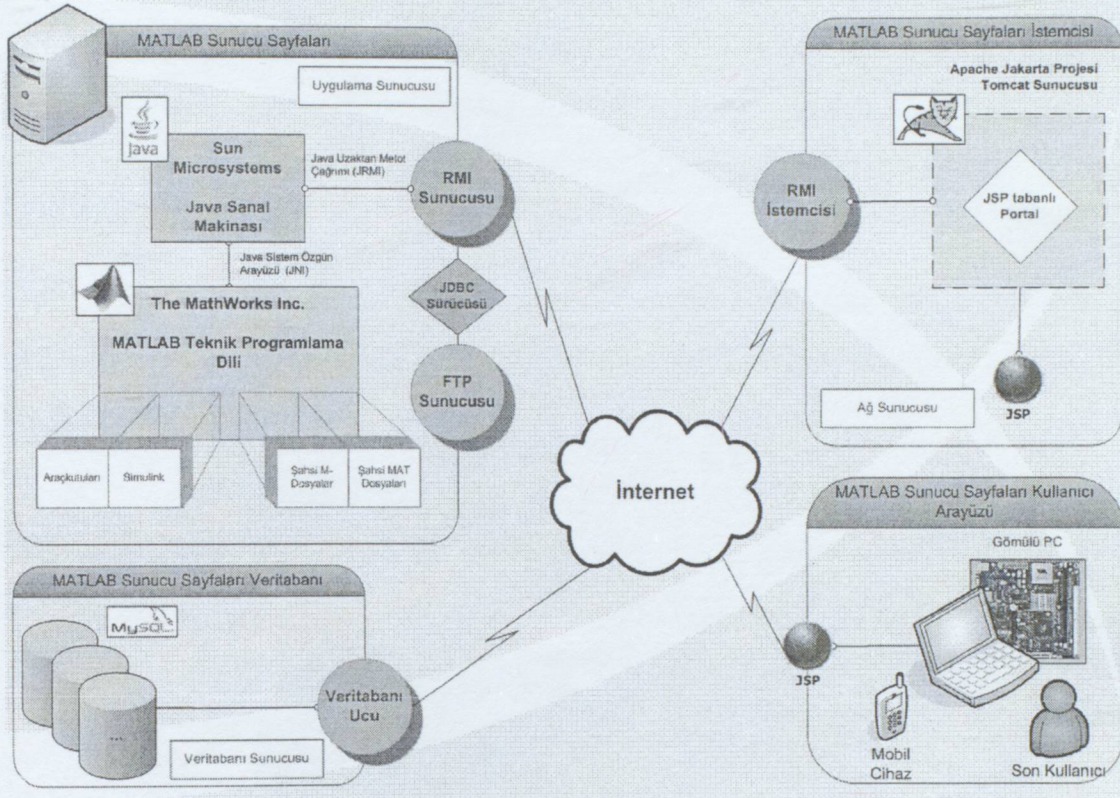 MATLAB Sunucu Sayfaları
Uygulama Sunucusu
Java
Sun
Microsystems
Java Sanal
Makinası
Java Uzaktan Metot
Çağrımı (JRMI)
RMI
Sunucusu
Java Sistem Özgün
Arayüzü (JNI)
JDBC
Sürücüsü
The MathWorks Inc.
MATLAB Teknik Programlama
Dili
FTP
Sunucusu
Araçkutuları
Simulink
Şahsi M-
Dosyalar
Şahsi MAT
Dosyaları
MATLAB Sunucu Sayfaları İstemcisi
Apache Jakarta Projesi
Tomcat Sunucusu
RMI
İstemcisi
JSP tabanlı
Portal
JSP
Ağ Sunucusu
İnternet
MATLAB Sunucu Sayfaları Veritabanı
MySQL
...
Veritabanı
Ucu
Veritabanı Sunucusu
MATLAB Sunucu Sayfaları Kullanıcı
Arayüzü
Gömülü PC
JSP
Mobil
Cihaz
Son Kullanıcı